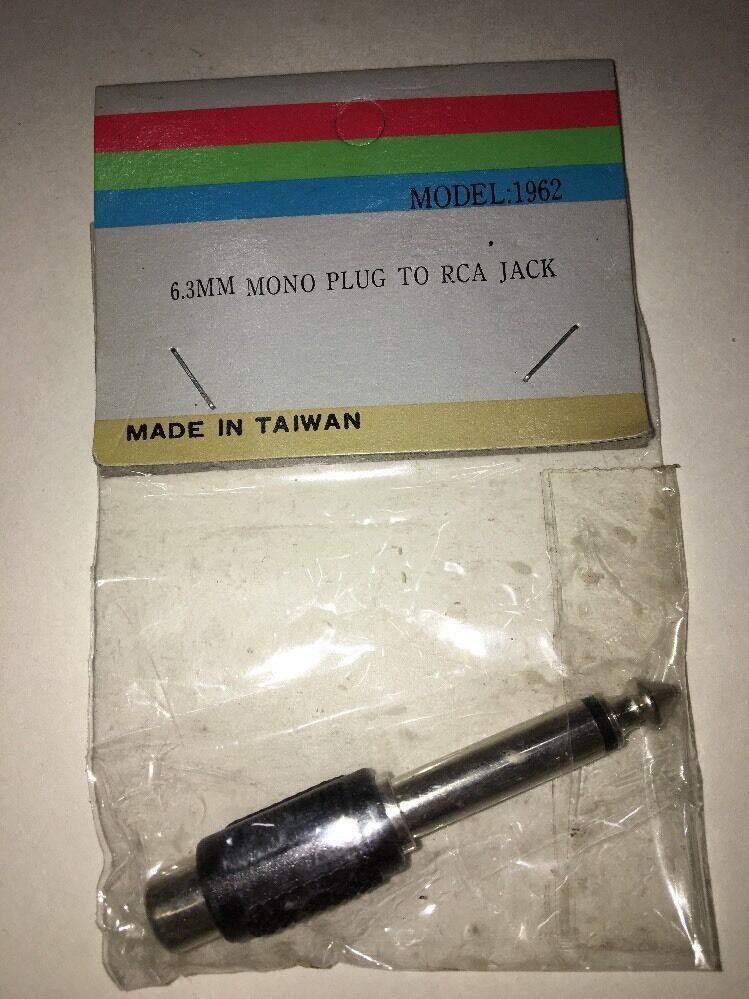 MODEL:1962
6.3MM MONO PLUG TO RCA JACK
MADE IN TAIWAN